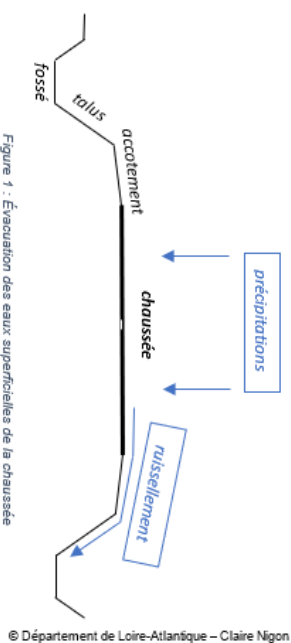 précipitations
chaussée
ruissellement
accotement
talus
fossé
Figure 1 : Évacuation des eaux superficielles de la chaussée
© Département de Loire-Atlantique – Claire Nigon